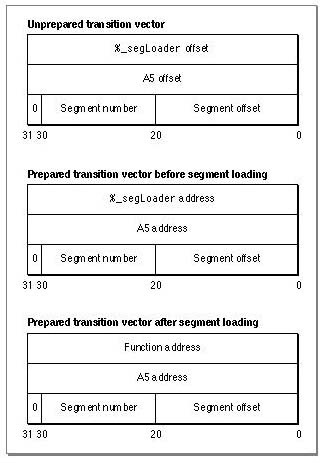 Unprepared transition vector
%_segLoader offset
A5 offset
0 Segment number Segment offset
31 30 20 0
Prepared transition vector before segment loading
%_segLoader address
A5 address
0 Segment number Segment offset
31 30 20 0
Prepared transition vector after segment loading
Function address
A5 address
0 Segment number Segment offset
31 30 20 0